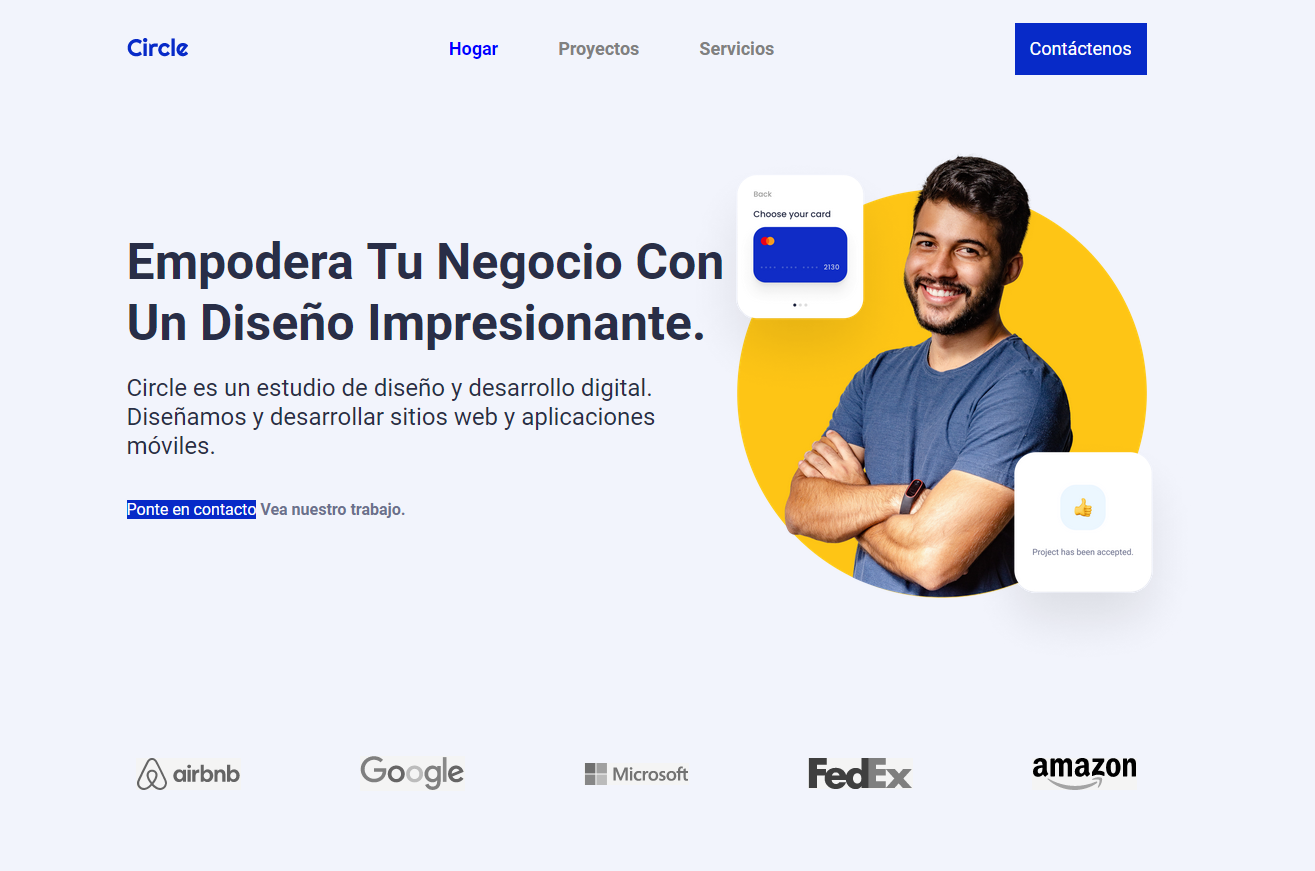 Circle
Hogar
Proyectos
Servicios
Contáctenos
Empodera Tu Negocio Con
Un Diseño Impresionante.
Circle es un estudio de diseño y desarrollo digital.
Diseñamos y desarrollar sitios web y aplicaciones
móviles.
Ponte en contacto Vea nuestro trabajo.
Back
Choose your card
2130
Project has been accepted.
airbnb
Google
Microsoft
FedEx
amazon